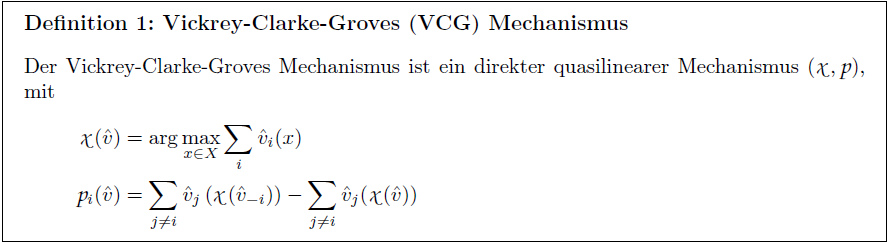 Definition 1: Vickrey-Clarke-Groves (VCG) Mechanismus
Der Vickrey-Clarke-Groves Mechanismus ist ein direkter quasilinearer Mechanismus (χ, p),
mit
χ(v̂) = arg max_{x∈X} ∑_i v̂_i(x)
p_i(v̂) = ∑_{j≠i} v̂_j (χ(v̂_{−i})) − ∑_{j≠i} v̂_j(χ(v̂))